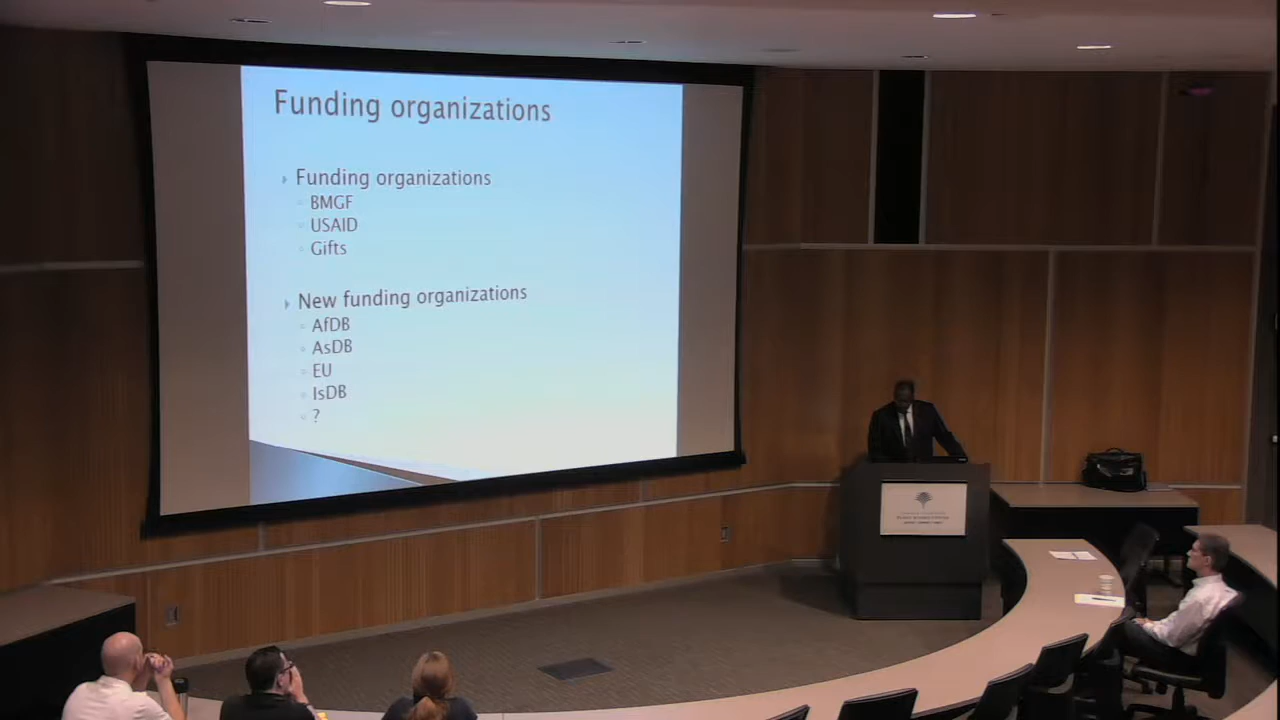 Funding organizations
Funding organizations
BMGF
USAID
Gifts
New funding organizations
AfDB
AsDB
EU
IsDB
?